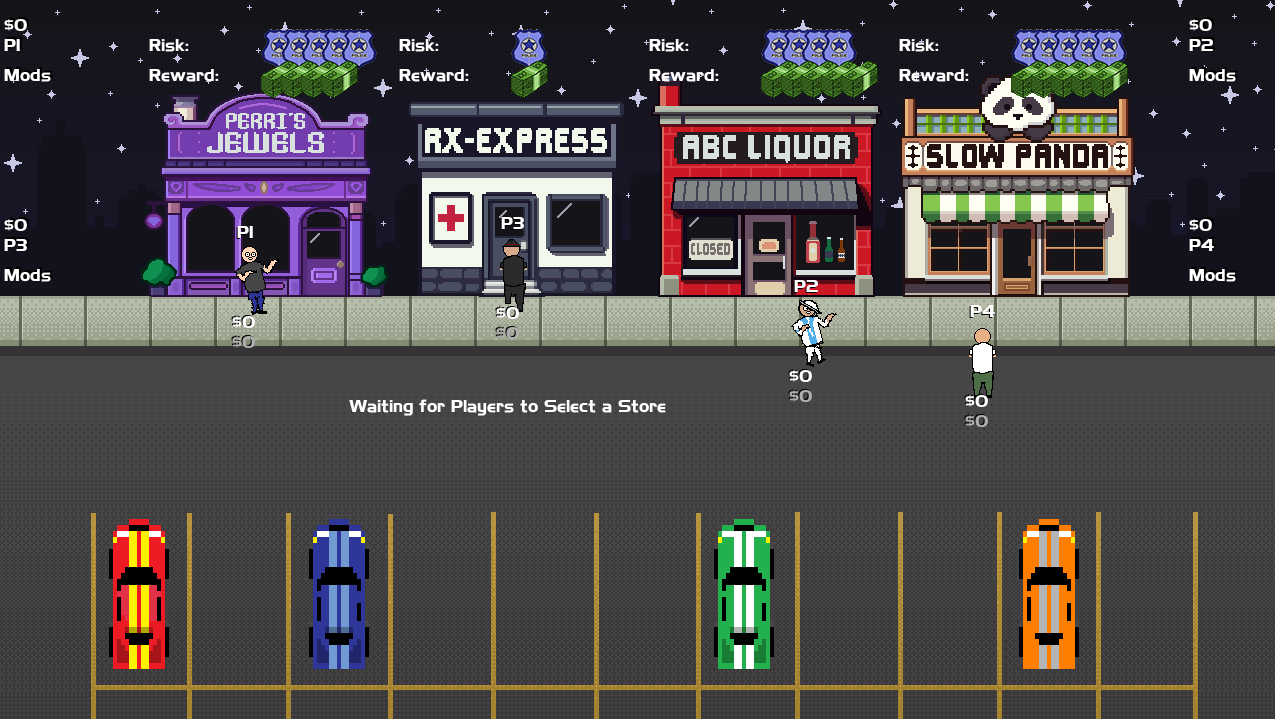 $0
P1
Mods
Risk:
Reward:
Risk:
Reward:
Risk:
Reward:
Risk:
Reward:
$0
P2
Mods
PERRI'S
JEWELS
RX-EXPRESS
ABC LIQUOR
SLOW PANDA
CLOSED
$0
P3
Mods
$0
P4
Mods
P1
$0
$0
P3
$0
$0
P2
$0
$0
P4
$0
$0
Waiting for Players to Select a Store